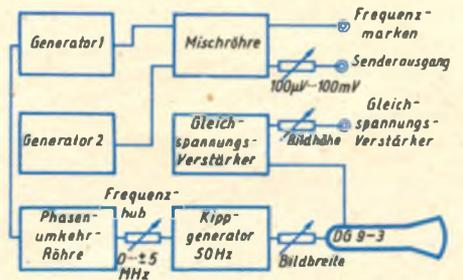 Generator 1
Mischröhre
Frequenz-
marken
Senderausgang
100µV-100mV
Generator 2
Gleich-
spannungs-
Verstärker
Bildhöhe
Gleich-
spannungs-
Verstärker
Frequenz-
hub
Phasen-
umkehr-
Röhre
0-±5
MHz
Kipp-
generator
50Hz
Bildbreite
DG 9-3